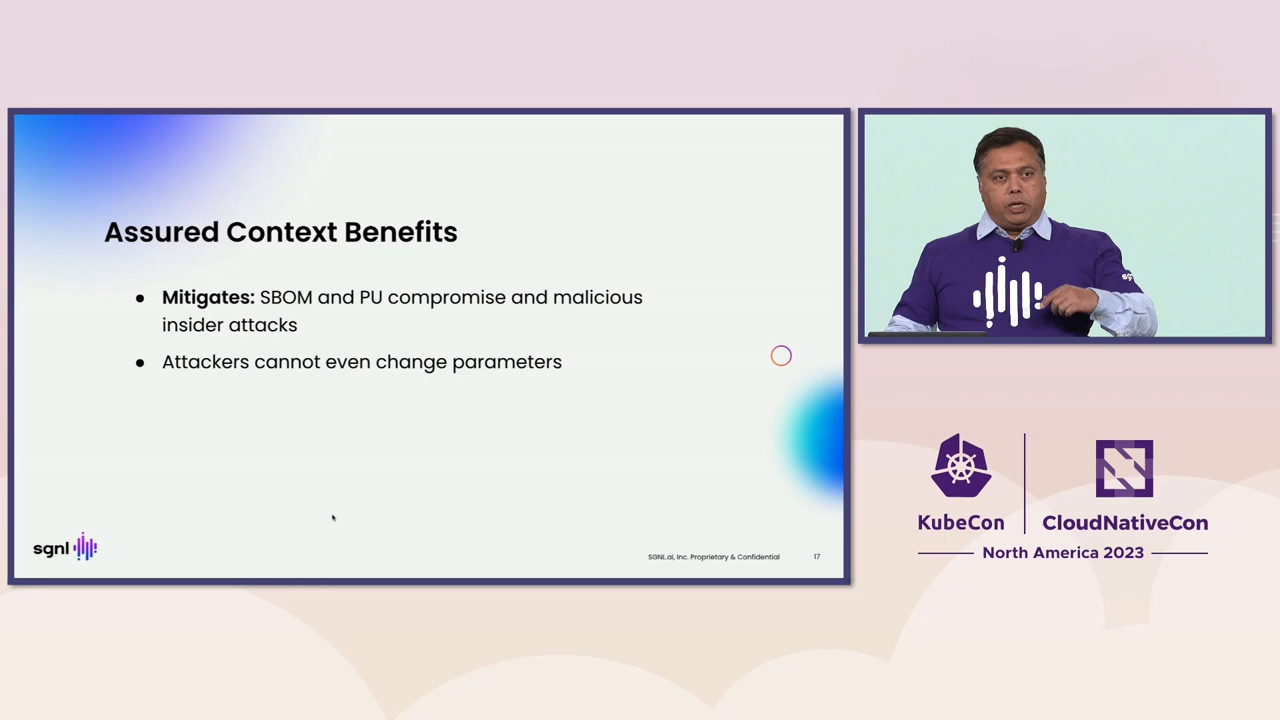 Assured Context Benefits
● Mitigates: SBOM and PU compromise and malicious
insider attacks
● Attackers cannot even change parameters
sgnl
SGNL.ai, Inc. Proprietary & Confidential
17
KubeCon
CloudNativeCon
North America 2023